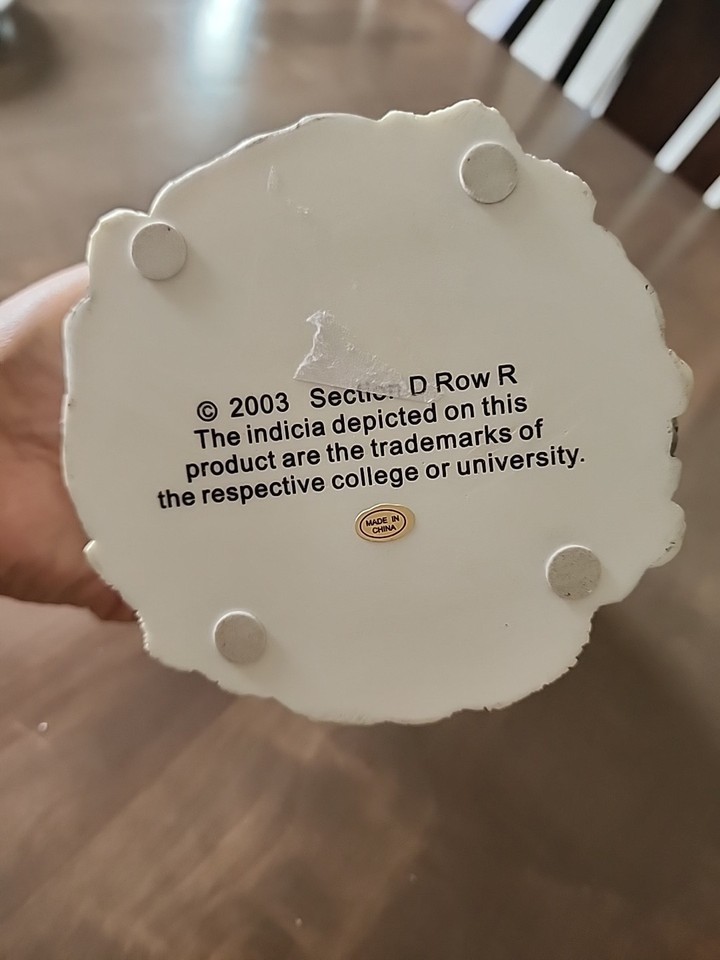 © 2003 Section D Row R
The indicia depicted on this
product are the trademarks of
the respective college or university.
MADE IN
CHINA